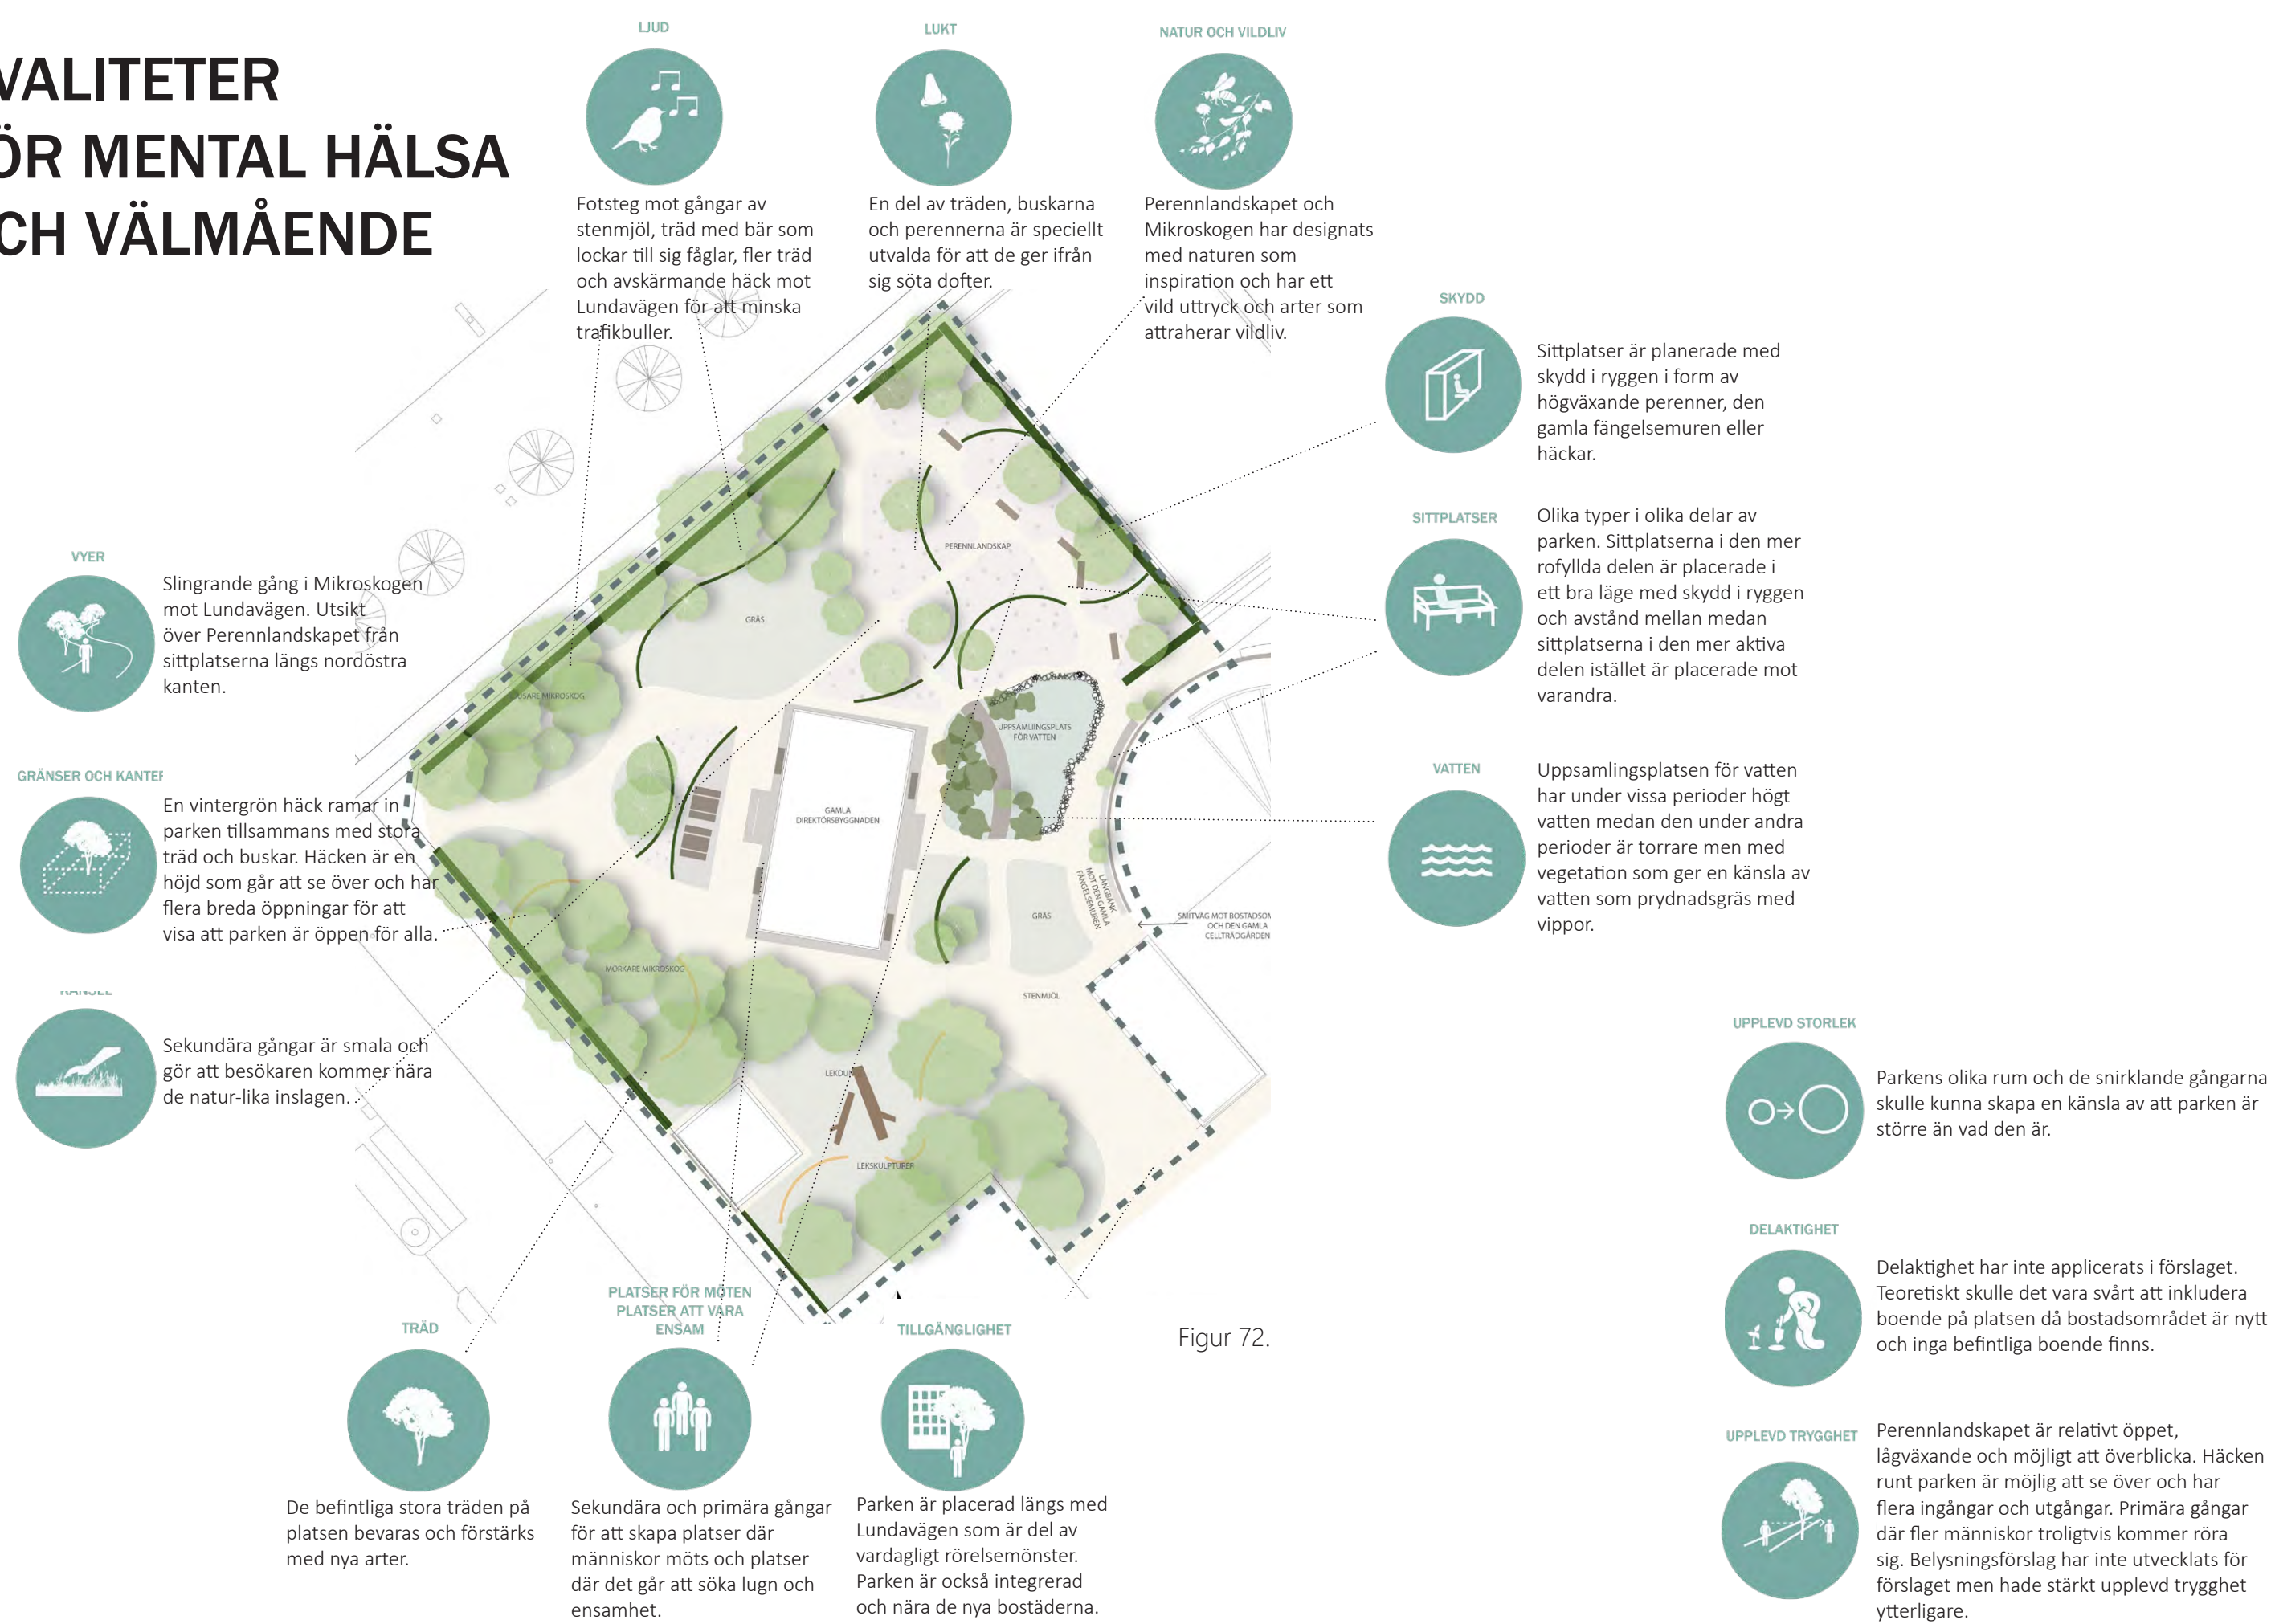 VALITETER
ÖR MENTAL HÄLSA
CH VÄLMÅENDE
LJUD
Fotsteg mot gångar av
stenmjöl, träd med bär som
lockar till sig fåglar, fler träd
och avskärmande häck mot
Lundavägen för att minska
trafikbuller.
LUKT
En del av träden, buskarna
och perennerna är speciellt
utvalda för att de ger ifrån
sig söta dofter.
NATUR OCH VILDLIV
Perennlandskapet och
Mikroskogen har designats
med naturen som
inspiration och har ett
vild uttryck och arter som
attraherar vildliv.
SKYDD
Sittplatser är planerade med
skydd i ryggen i form av
högväxande perenner, den
gamla fängelsemuren eller
häckar.
SITTPLATSER
Olika typer i olika delar av
parken. Sittplatserna i den mer
rofyllda delen är placerade i
ett bra läge med skydd i ryggen
och avstånd mellan medan
sittplatserna i den mer aktiva
delen istället är placerade mot
varandra.
VATTEN
Uppsamlingsplatsen för vatten
har under vissa perioder högt
vatten medan den under andra
perioder är torrare men med
vegetation som ger en känsla av
vatten som prydnadsgräs med
vippor.
VYER
Slingrande gång i Mikroskogen
mot Lundavägen. Utsikt
över Perennlandskapet från
sittplatserna längs nordöstra
kanten.
GRÄNSER OCH KANTER
En vintergrön häck ramar in
parken tillsammans med stora
träd och buskar. Häcken är en
höjd som går att se över och har
flera breda öppningar för att
visa att parken är öppen för alla.
Sekundära gångar är smala och
gör att besökaren kommer nära
de natur-lika inslagen.
PERENNLANDSKAP
GRÄS
LJUSARE MIKROSKOG
UPPSAMLINGSPLATS
FÖR VATTEN
GAMLA
DIREKTÖRSBYGGNADEN
LÅNGBÄNK
MOT DEN GAMLA
FÄNGELSEMUREN
GRÄS
SMITVÄG MOT BOSTADSOM
OCH DEN GAMLA
CELLTRÄDGÅRDEN
MÖRKARE MIKROSKOG
STENMJÖL
LEKDJU
LEKSKULPTURER
TRÄD
De befintliga stora träden på
platsen bevaras och förstärks
med nya arter.
PLATSER FÖR MÖTEN
PLATSER ATT VARA
ENSAM
Sekundära och primära gångar
för att skapa platser där
människor möts och platser
där det går att söka lugn och
ensamhet.
TILLGÄNGLIGHET
Parken är placerad längs med
Lundavägen som är del av
vardagligt rörelsemönster.
Parken är också integrerad
och nära de nya bostäderna.
Figur 72.
UPPLEVD STORLEK
Parkens olika rum och de snirklande gångarna
skulle kunna skapa en känsla av att parken är
större än vad den är.
DELAKTIGHET
Delaktighet har inte applicerats i förslaget.
Teoretiskt skulle det vara svårt att inkludera
boende på platsen då bostadsområdet är nytt
och inga befintliga boende finns.
UPPLEVD TRYGGHET
Perennlandskapet är relativt öppet,
lågväxande och möjligt att överblicka. Häcken
runt parken är möjlig att se över och har
flera ingångar och utgångar. Primära gångar
där fler människor troligtvis kommer röra
sig. Belysningsförslag har inte utvecklats för
förslaget men hade stärkt upplevd trygghet
ytterligare.